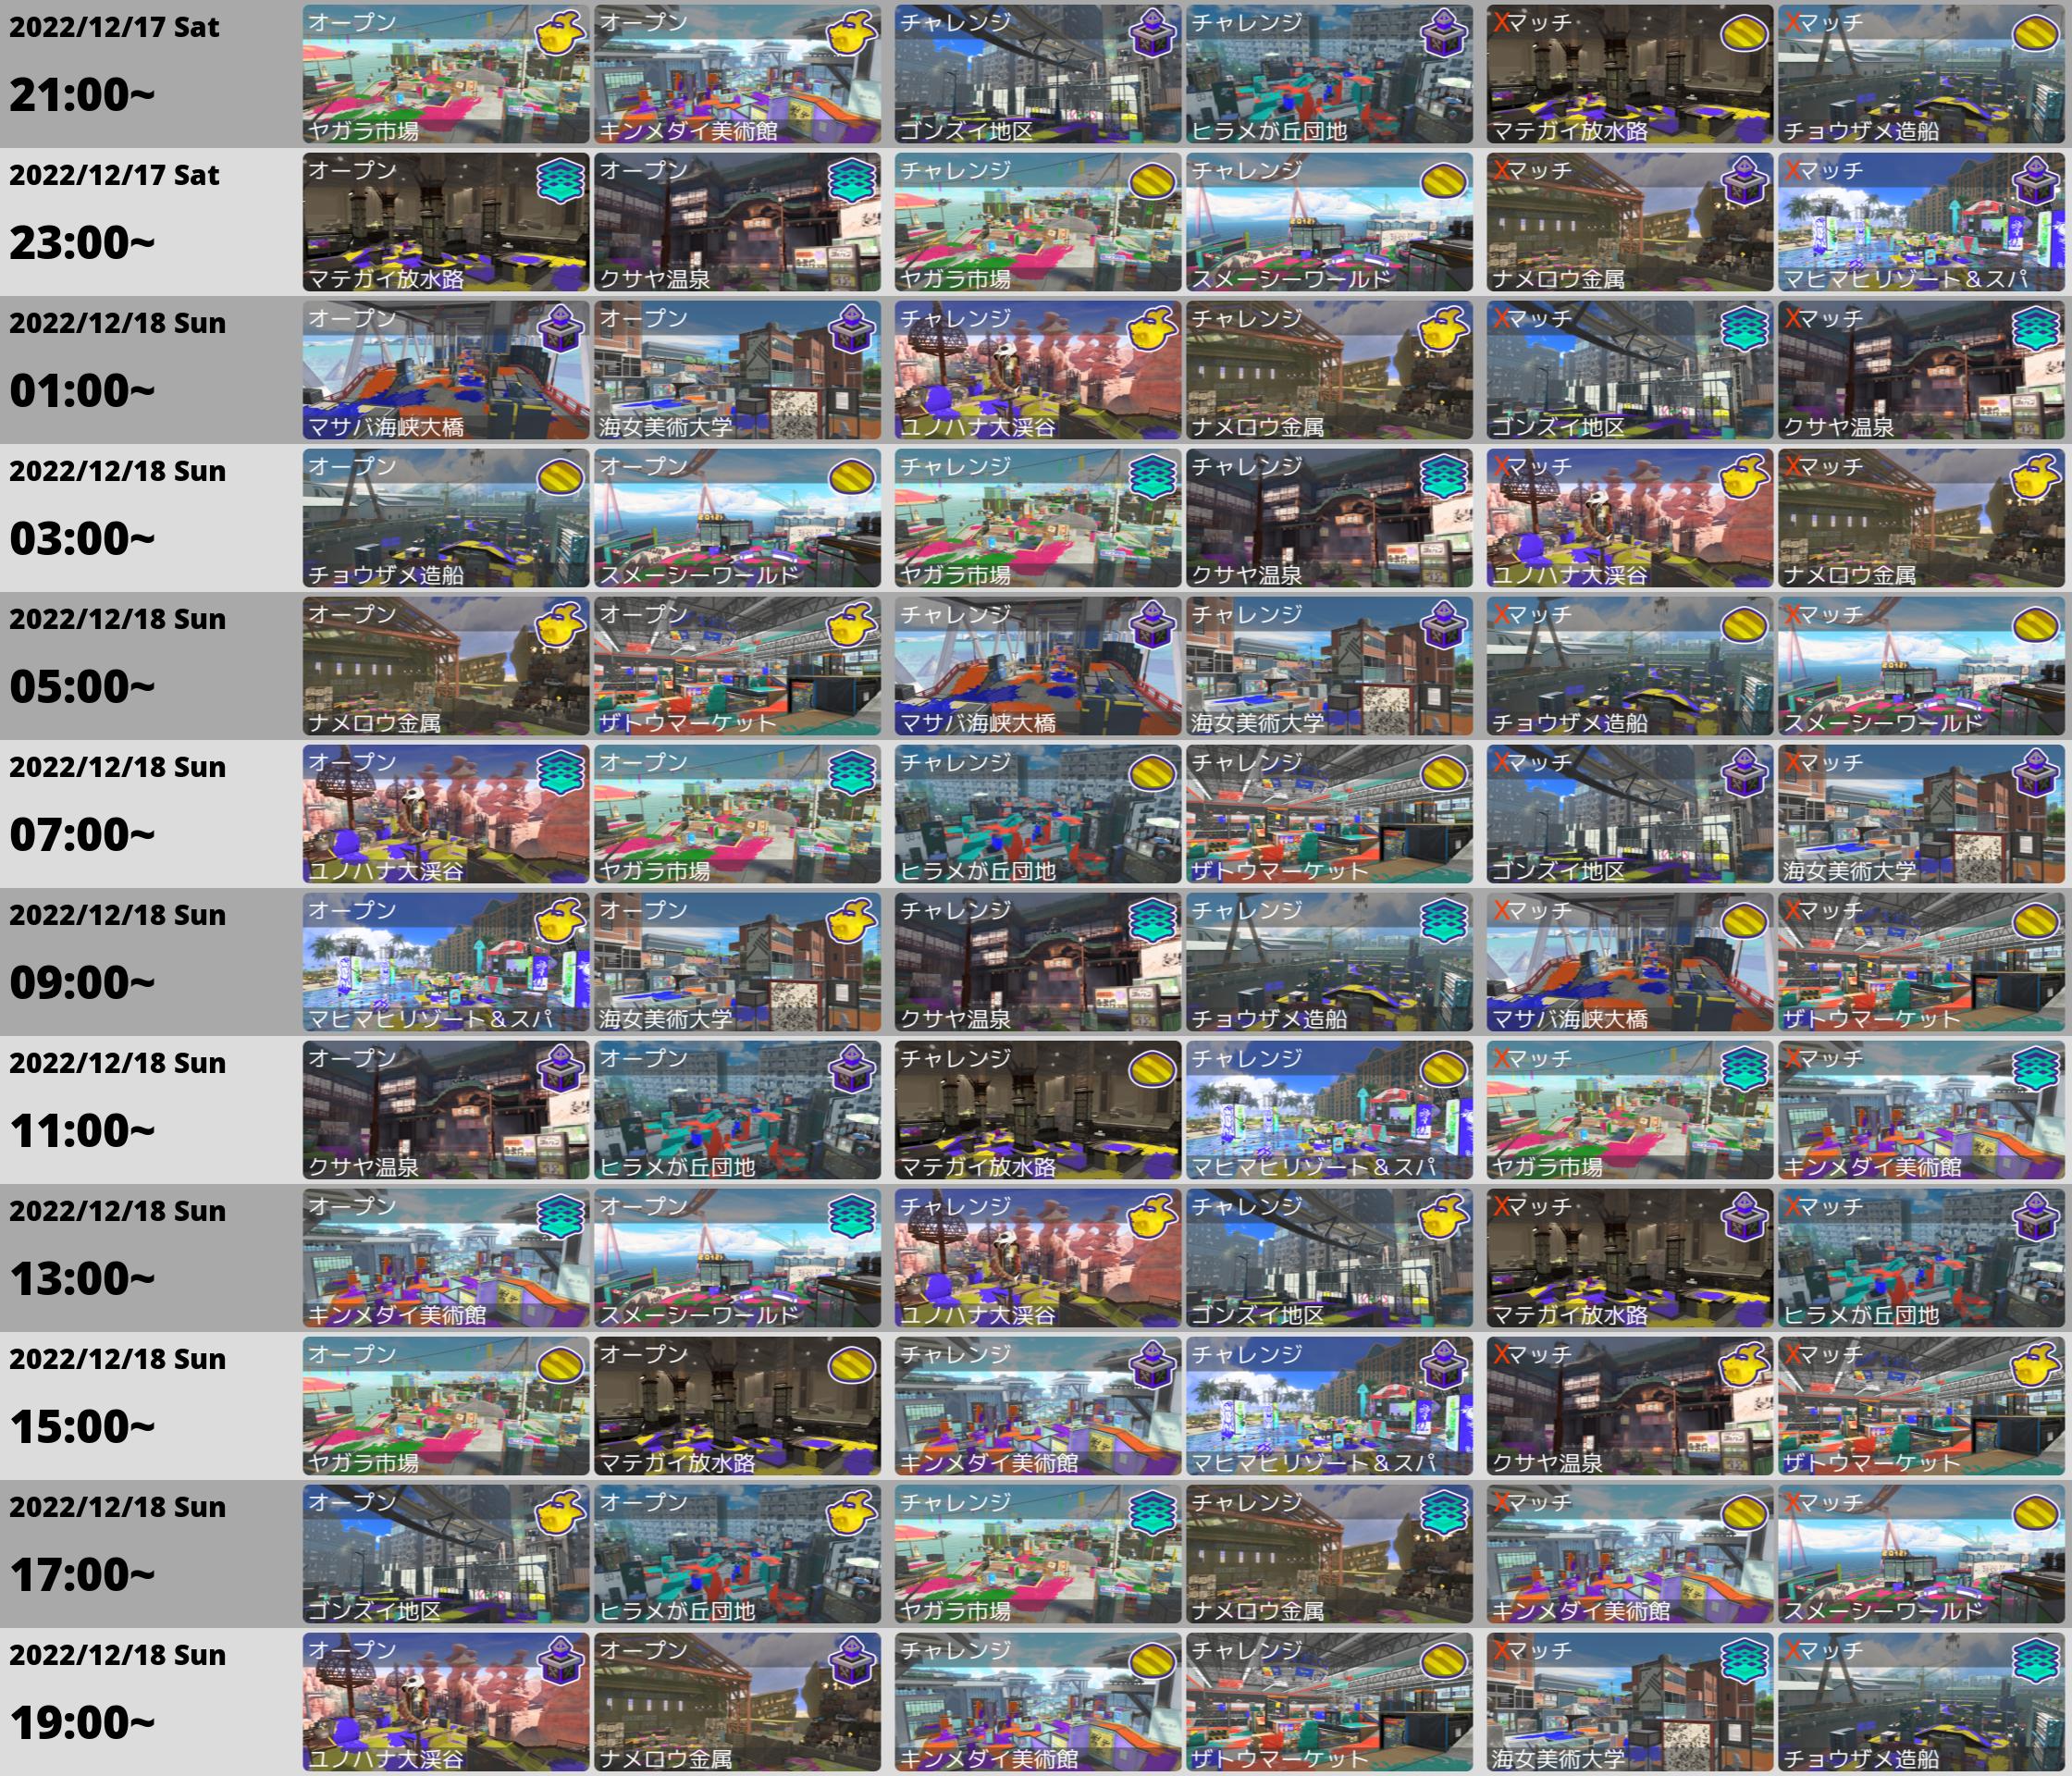 2022/12/17 Sat
21:00~
オープン オープン チャレンジ チャレンジ Xマッチ Xマッチ
ヤガラ市場 キンメダイ美術館 ゴンズイ地区 ヒラメが丘団地 マテガイ放水路 チョウザメ造船
2022/12/17 Sat
23:00~
オープン オープン チャレンジ チャレンジ Xマッチ Xマッチ
マテガイ放水路 クサヤ温泉 ヤガラ市場 スメーシーワールド ナメロウ金属 マヒマヒリゾート＆スパ
2022/12/18 Sun
01:00~
オープン オープン チャレンジ チャレンジ Xマッチ Xマッチ
マサバ海峡大橋 海女美術大学 ユノハナ大渓谷 ナメロウ金属 ゴンズイ地区 クサヤ温泉
2022/12/18 Sun
03:00~
オープン オープン チャレンジ チャレンジ Xマッチ Xマッチ
チョウザメ造船 スメーシーワールド ヤガラ市場 クサヤ温泉 ユノハナ大渓谷 ナメロウ金属
2022/12/18 Sun
05:00~
オープン オープン チャレンジ チャレンジ Xマッチ Xマッチ
ナメロウ金属 ザトウマーケット マサバ海峡大橋 海女美術大学 チョウザメ造船 スメーシーワールド
2022/12/18 Sun
07:00~
オープン オープン チャレンジ チャレンジ Xマッチ Xマッチ
ユノハナ大渓谷 ヤガラ市場 ヒラメが丘団地 ザトウマーケット ゴンズイ地区 海女美術大学
2022/12/18 Sun
09:00~
オープン オープン チャレンジ チャレンジ Xマッチ Xマッチ
マヒマヒリゾート＆スパ 海女美術大学 クサヤ温泉 チョウザメ造船 マサバ海峡大橋 ザトウマーケット
2022/12/18 Sun
11:00~
オープン オープン チャレンジ チャレンジ Xマッチ Xマッチ
クサヤ温泉 ヒラメが丘団地 マテガイ放水路 マヒマヒリゾート＆スパ ヤガラ市場 キンメダイ美術館
2022/12/18 Sun
13:00~
オープン オープン チャレンジ チャレンジ Xマッチ Xマッチ
キンメダイ美術館 スメーシーワールド ユノハナ大渓谷 ゴンズイ地区 マテガイ放水路 ヒラメが丘団地
2022/12/18 Sun
15:00~
オープン オープン チャレンジ チャレンジ Xマッチ Xマッチ
ヤガラ市場 マテガイ放水路 キンメダイ美術館 マヒマヒリゾート＆スパ クサヤ温泉 ザトウマーケット
2022/12/18 Sun
17:00~
オープン オープン チャレンジ チャレンジ Xマッチ Xマッチ
ゴンズイ地区 ヒラメが丘団地 ヤガラ市場 ナメロウ金属 キンメダイ美術館 スメーシーワールド
2022/12/18 Sun
19:00~
オープン オープン チャレンジ チャレンジ Xマッチ Xマッチ
ユノハナ大渓谷 ナメロウ金属 キンメダイ美術館 ザトウマーケット 海女美術大学 チョウザメ造船